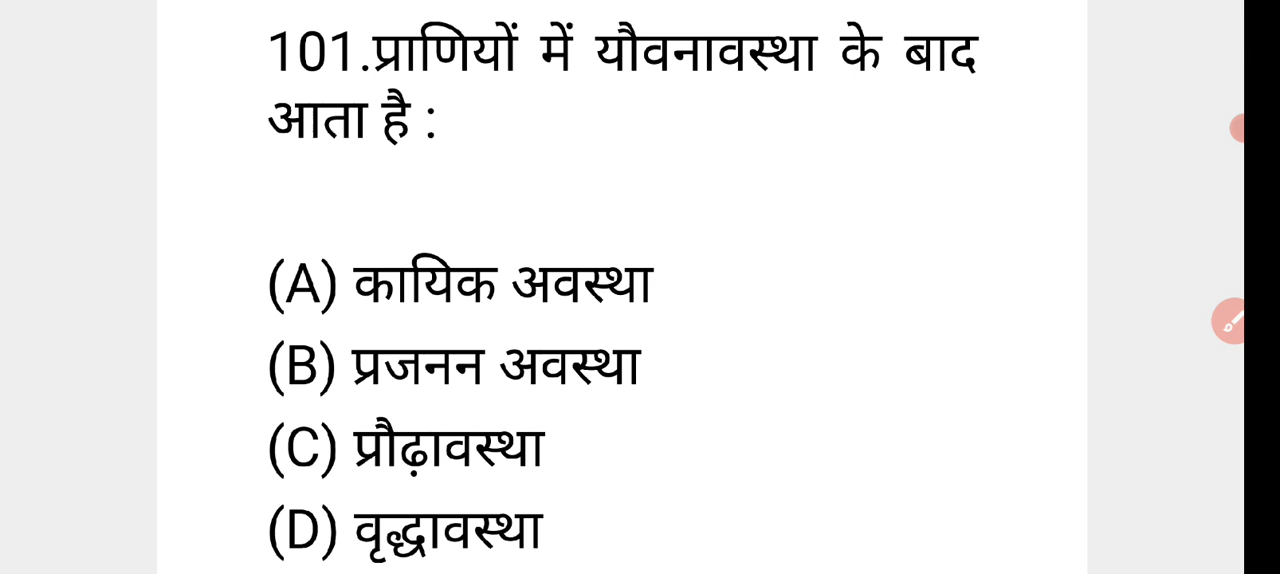 101.प्राणियों में यौवनावस्था के बाद
आता है :
(A) कायिक अवस्था
(B) प्रजनन अवस्था
(C) प्रौढ़ावस्था
(D) वृद्धावस्था